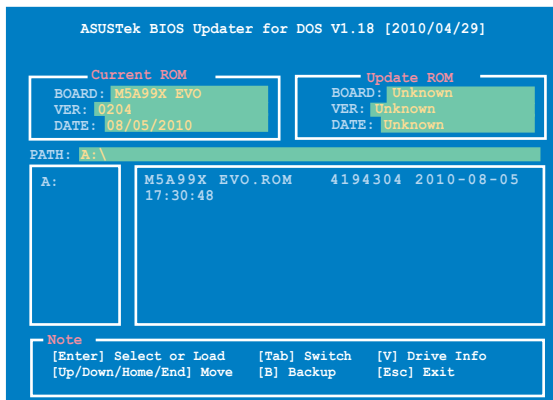 ASUSTek BIOS Updater for DOS V1.18 [2010/04/29]
Current ROM
BOARD: M5A99X EVO
VER: 0204
DATE: 08/05/2010
Update ROM
BOARD: Unknown
VER: Unknown
DATE: Unknown
PATH: A:\
A:
M5A99X EVO.ROM 4194304 2010-08-05
17:30:48
Note
[Enter] Select or Load [Tab] Switch [V] Drive Info
[Up/Down/Home/End] Move [B] Backup [Esc] Exit